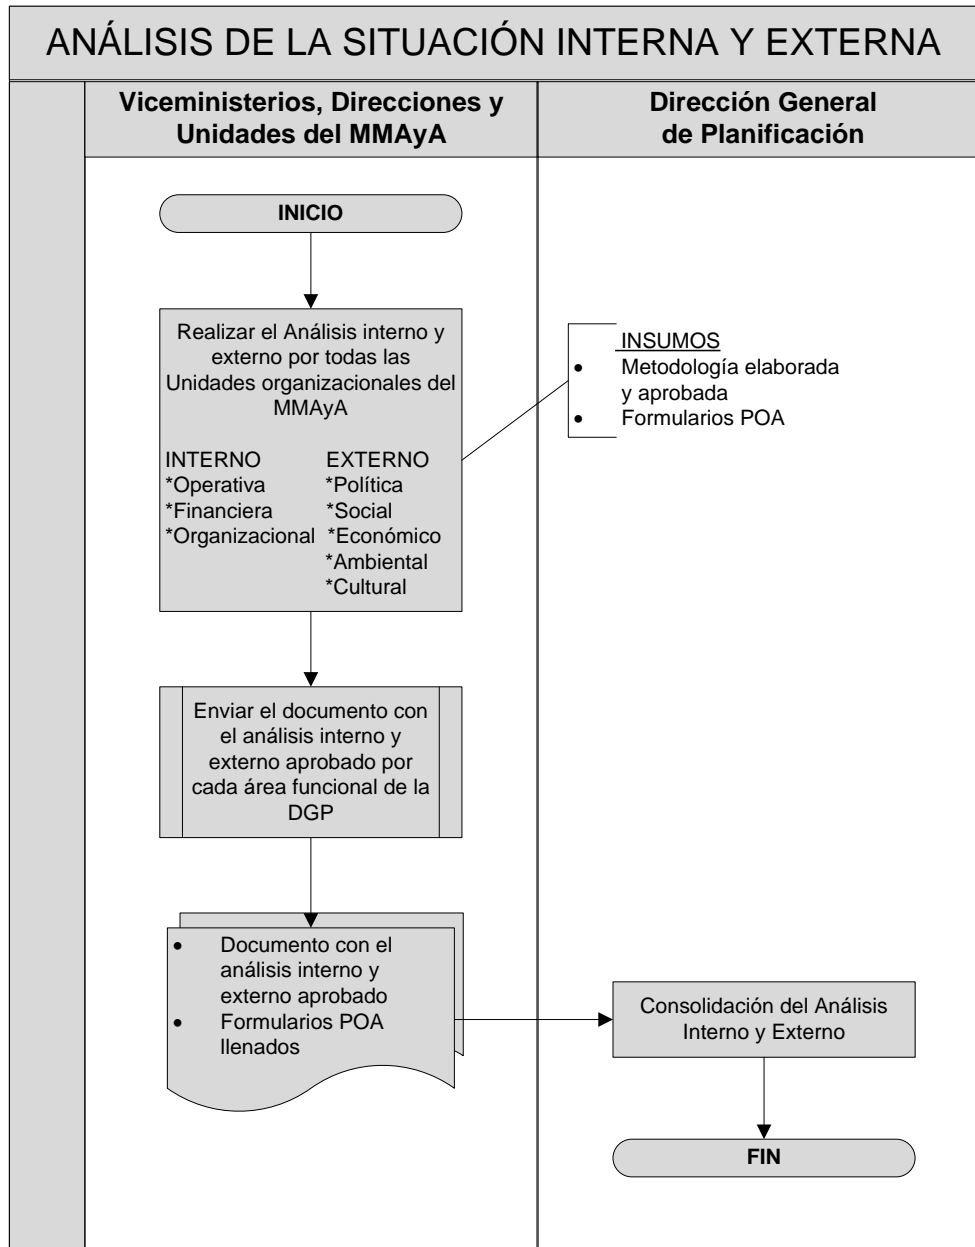 ANÁLISIS DE LA SITUACIÓN INTERNA Y EXTERNA
Viceministerios, Direcciones y
Unidades del MMAyA
Dirección General
de Planificación
INICIO
Realizar el Análisis interno y
externo por todas las
Unidades organizacionales del
MMAyA
INTERNO EXTERNO
*Operativa *Política
*Financiera *Social
*Organizacional *Económico
*Ambiental
*Cultural
INSUMOS
• Metodología elaborada
y aprobada
• Formularios POA
Enviar el documento con
el análisis interno y
externo aprobado por
cada área funcional de la
DGP
• Documento con el
análisis interno y
externo aprobado
• Formularios POA
llenados
Consolidación del Análisis
Interno y Externo
FIN